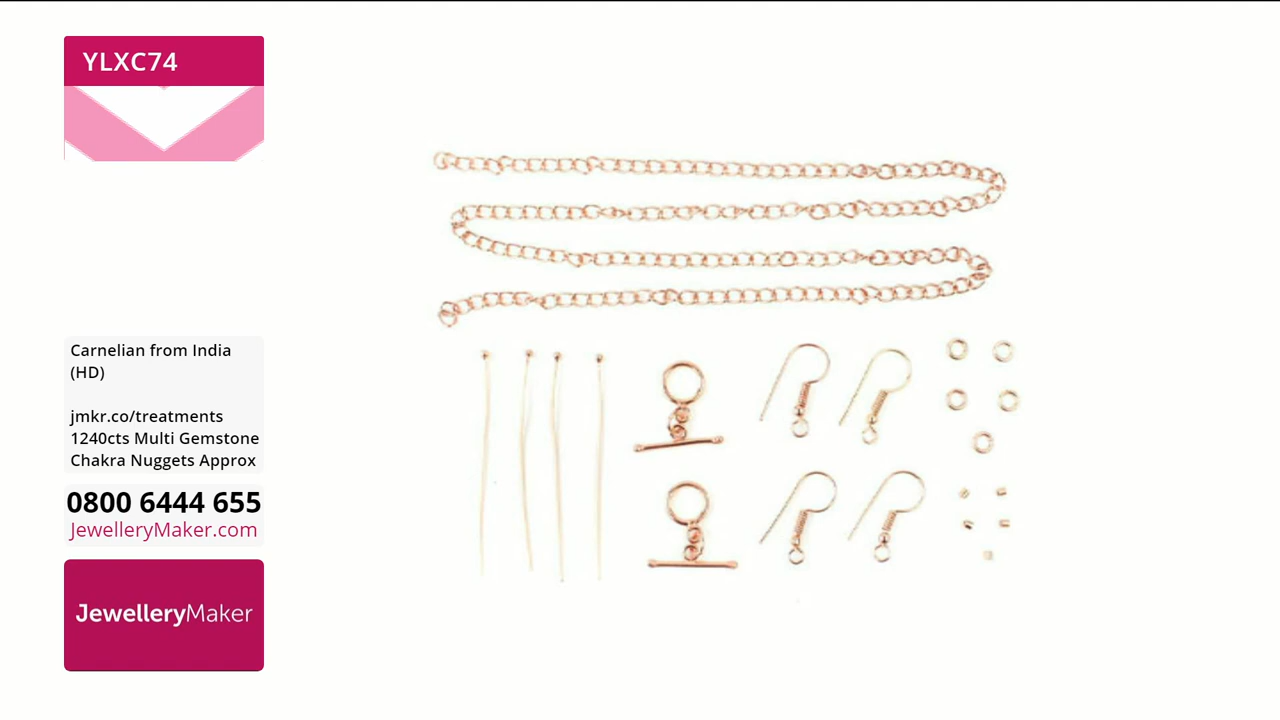 YLXC74
Carnelian from India
(HD)
jmkr.co/treatments
1240cts Multi Gemstone
Chakra Nuggets Approx
0800 6444 655
JewelleryMaker.com
JewelleryMaker